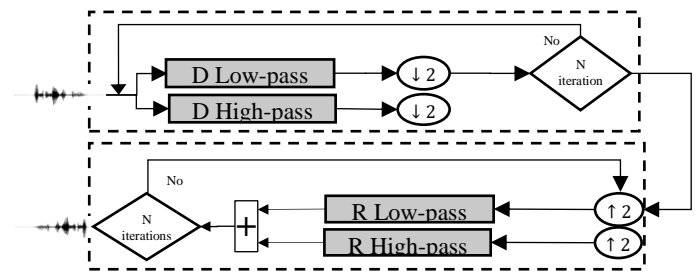 No
D Low-pass
↓ 2
N
iteration
D High-pass
↓ 2
No
R Low-pass
↑ 2
N
iterations
+
R High-pass
↑ 2